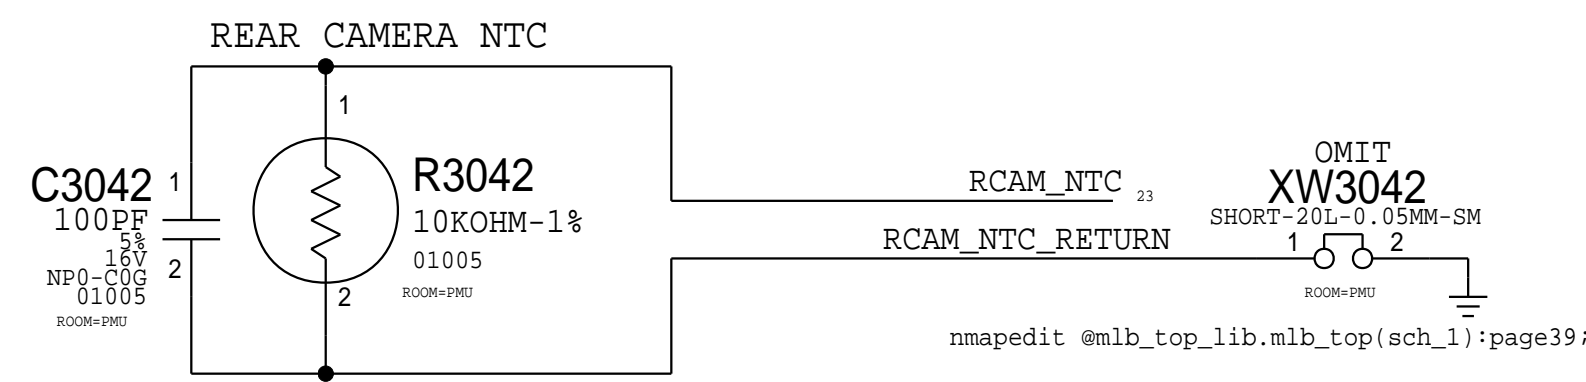 REAR CAMERA NTC
1
C3042
1
100PF
5%
16V
NP0-C0G
01005
2
ROOM=PMU
R3042
10KOHM-1%
01005
2
ROOM=PMU
RCAM_NTC 23
RCAM_NTC_RETURN
OMIT
XW3042
SHORT-20L-0.05MM-SM
1 2
ROOM=PMU
nmapedit @mlb_top_lib.mlb_top(sch_1):page39;